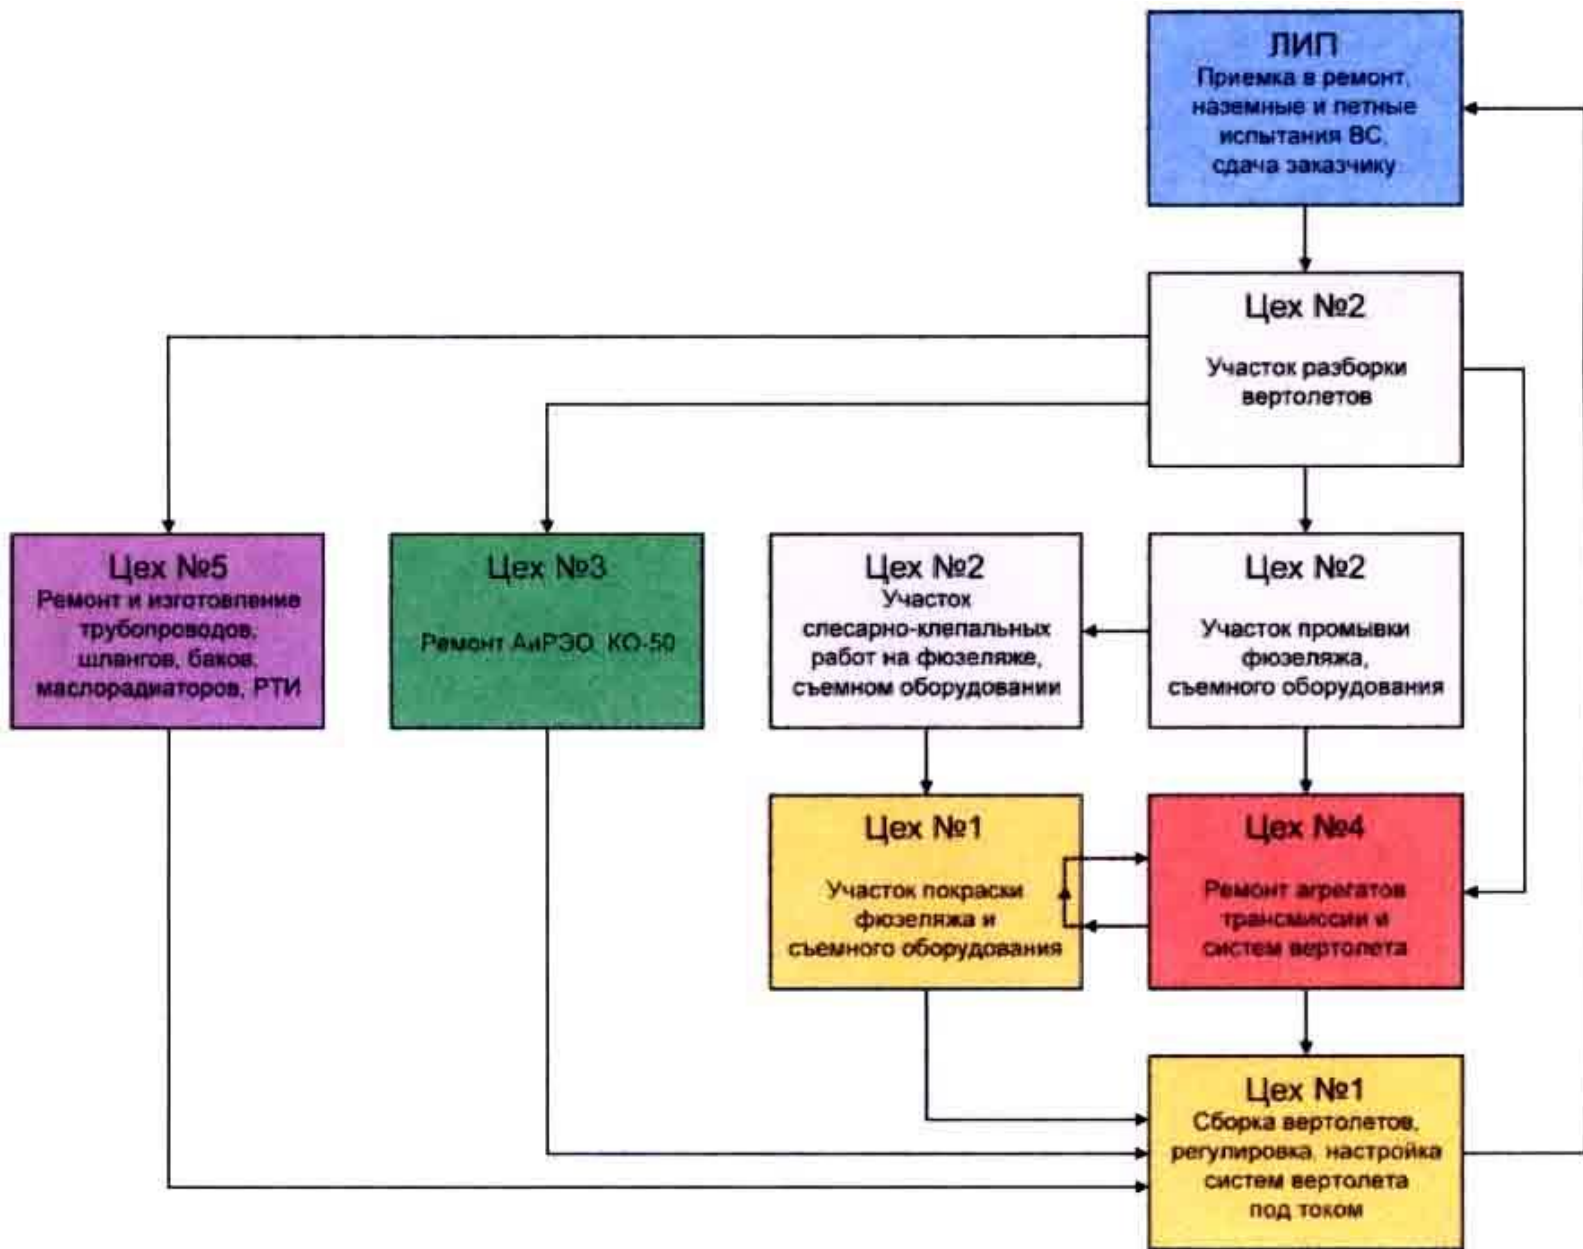 ЛИП
Приемка в ремонт,
наземные и летные
испытания ВС,
сдача заказчику
Цех №2
Участок разборки
вертолетов
Цех №5
Ремонт и изготовление
трубопроводов,
шлангов, баков,
маслорадиаторов, РТИ
Цех №3
Ремонт АиРЭО, КО-50
Цех №2
Участох
слесарно-клепальных
работ на фюзеляже,
съемном оборудовании
Цех №2
Участок промывки
фюзеляжа,
съемного оборудования
Цех №1
Участок покраски
фюзеляжа и
съемного оборудования
Цех №4
Ремонт агрегатов
трансмиссии и
систем вертолета
Цех №1
Сборка вертолетов,
регулировка, настройка
систем вертолета
под током